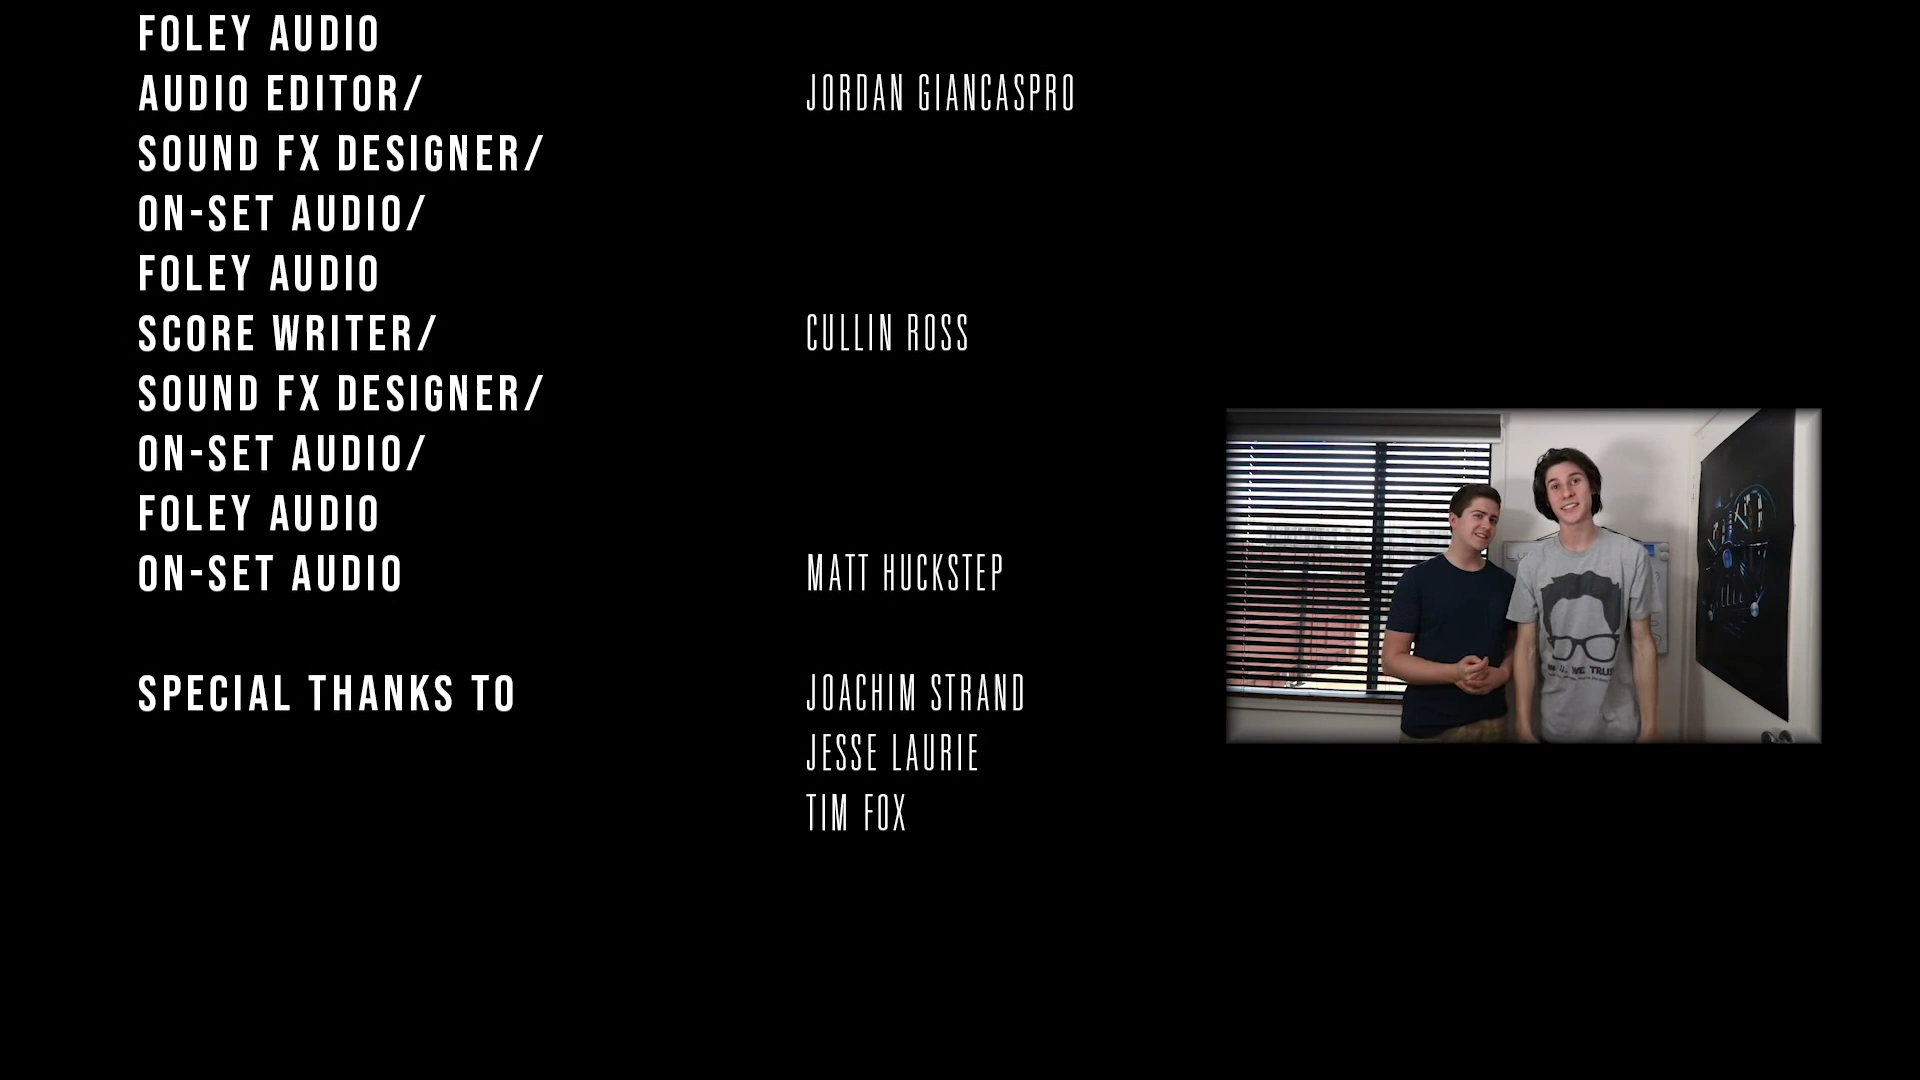 FOLEY AUDIO
AUDIO EDITOR/ JORDAN GIANCASPRO
SOUND FX DESIGNER/
ON-SET AUDIO/
FOLEY AUDIO
SCORE WRITER/ CULLIN ROSS
SOUND FX DESIGNER/
ON-SET AUDIO/
FOLEY AUDIO
ON-SET AUDIO MATT HUCKSTEP
SPECIAL THANKS TO JOACHIM STRAND
JESSE LAURIE
TIM FOX
WE TRUST